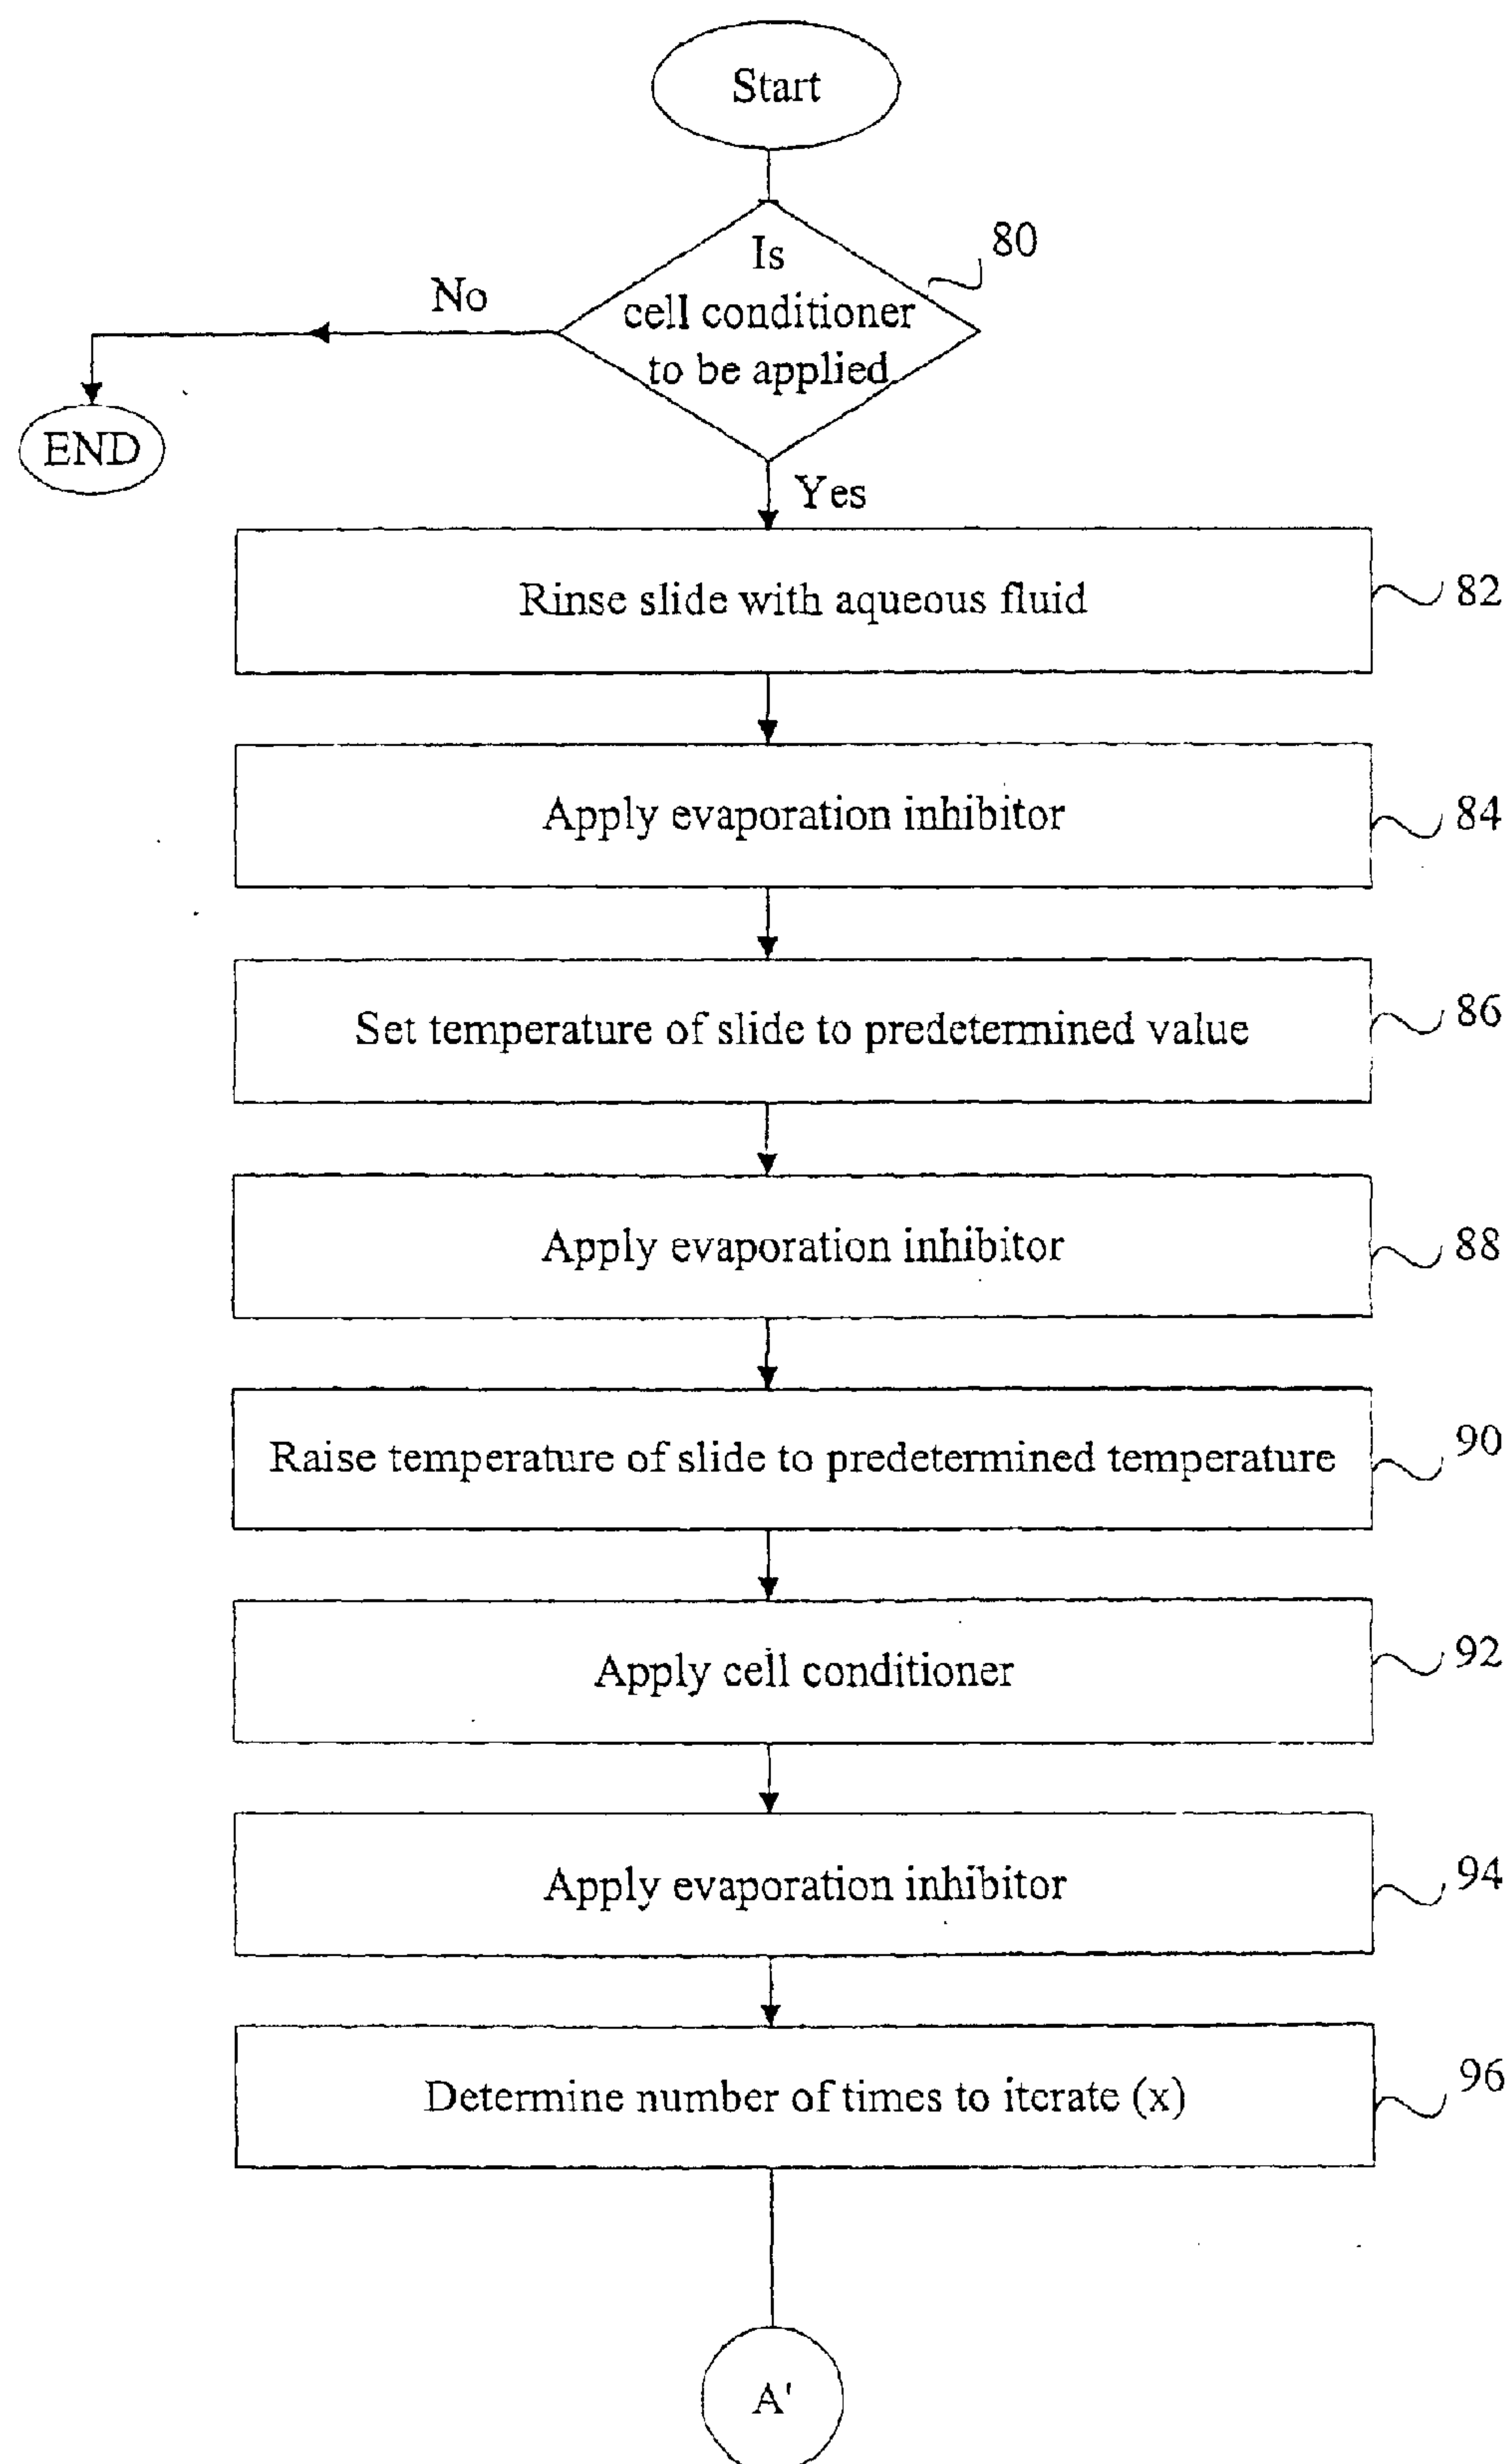 Start
Is
cell conditioner
to be applied
80
No
END
Yes
Rinse slide with aqueous fluid
82
Apply evaporation inhibitor
84
Set temperature of slide to predetermined value
86
Apply evaporation inhibitor
88
Raise temperature of slide to predetermined temperature
90
Apply cell conditioner
92
Apply evaporation inhibitor
94
Determine number of times to iterate (x)
96
A'